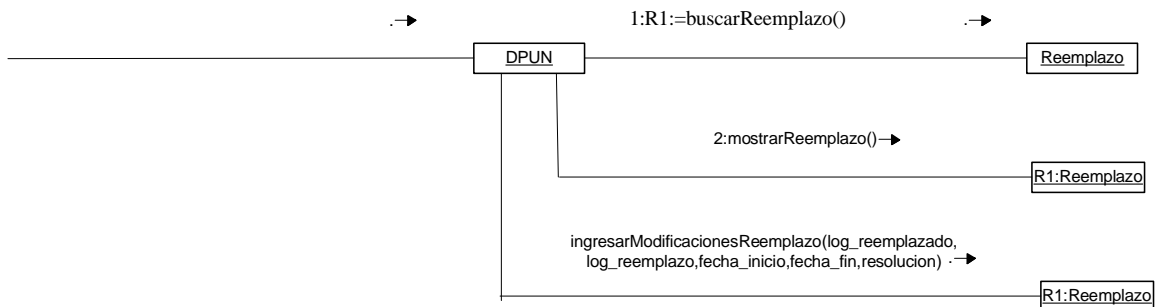 1:R1:=buscarReemplazo()
DPUN
Reemplazo
2:mostrarReemplazo()
R1:Reemplazo
ingresarModificacionesReemplazo(log_reemplazado,
log_reemplazo,fecha_inicio,fecha_fin,resolucion)
R1:Reemplazo